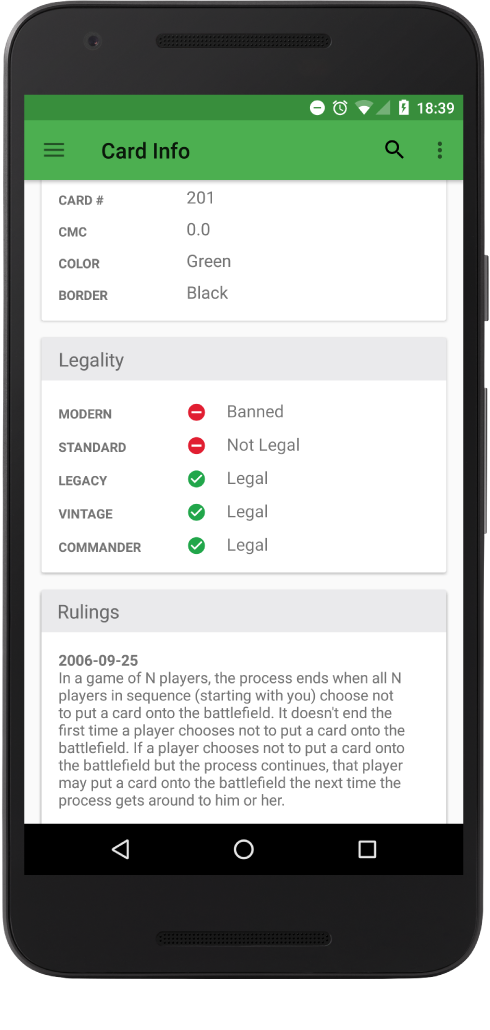 18:39
Card Info
CARD # 201
CMC 0.0
COLOR Green
BORDER Black
Legality
MODERN Banned
STANDARD Not Legal
LEGACY Legal
VINTAGE Legal
COMMANDER Legal
Rulings
2006-09-25
In a game of N players, the process ends when all N
players in sequence (starting with you) choose not
to put a card onto the battlefield. It doesn't end the
first time a player chooses not to put a card onto the
battlefield. If a player chooses not to put a card onto
the battlefield but the process continues, that player
may put a card onto the battlefield the next time the
process gets around to him or her.